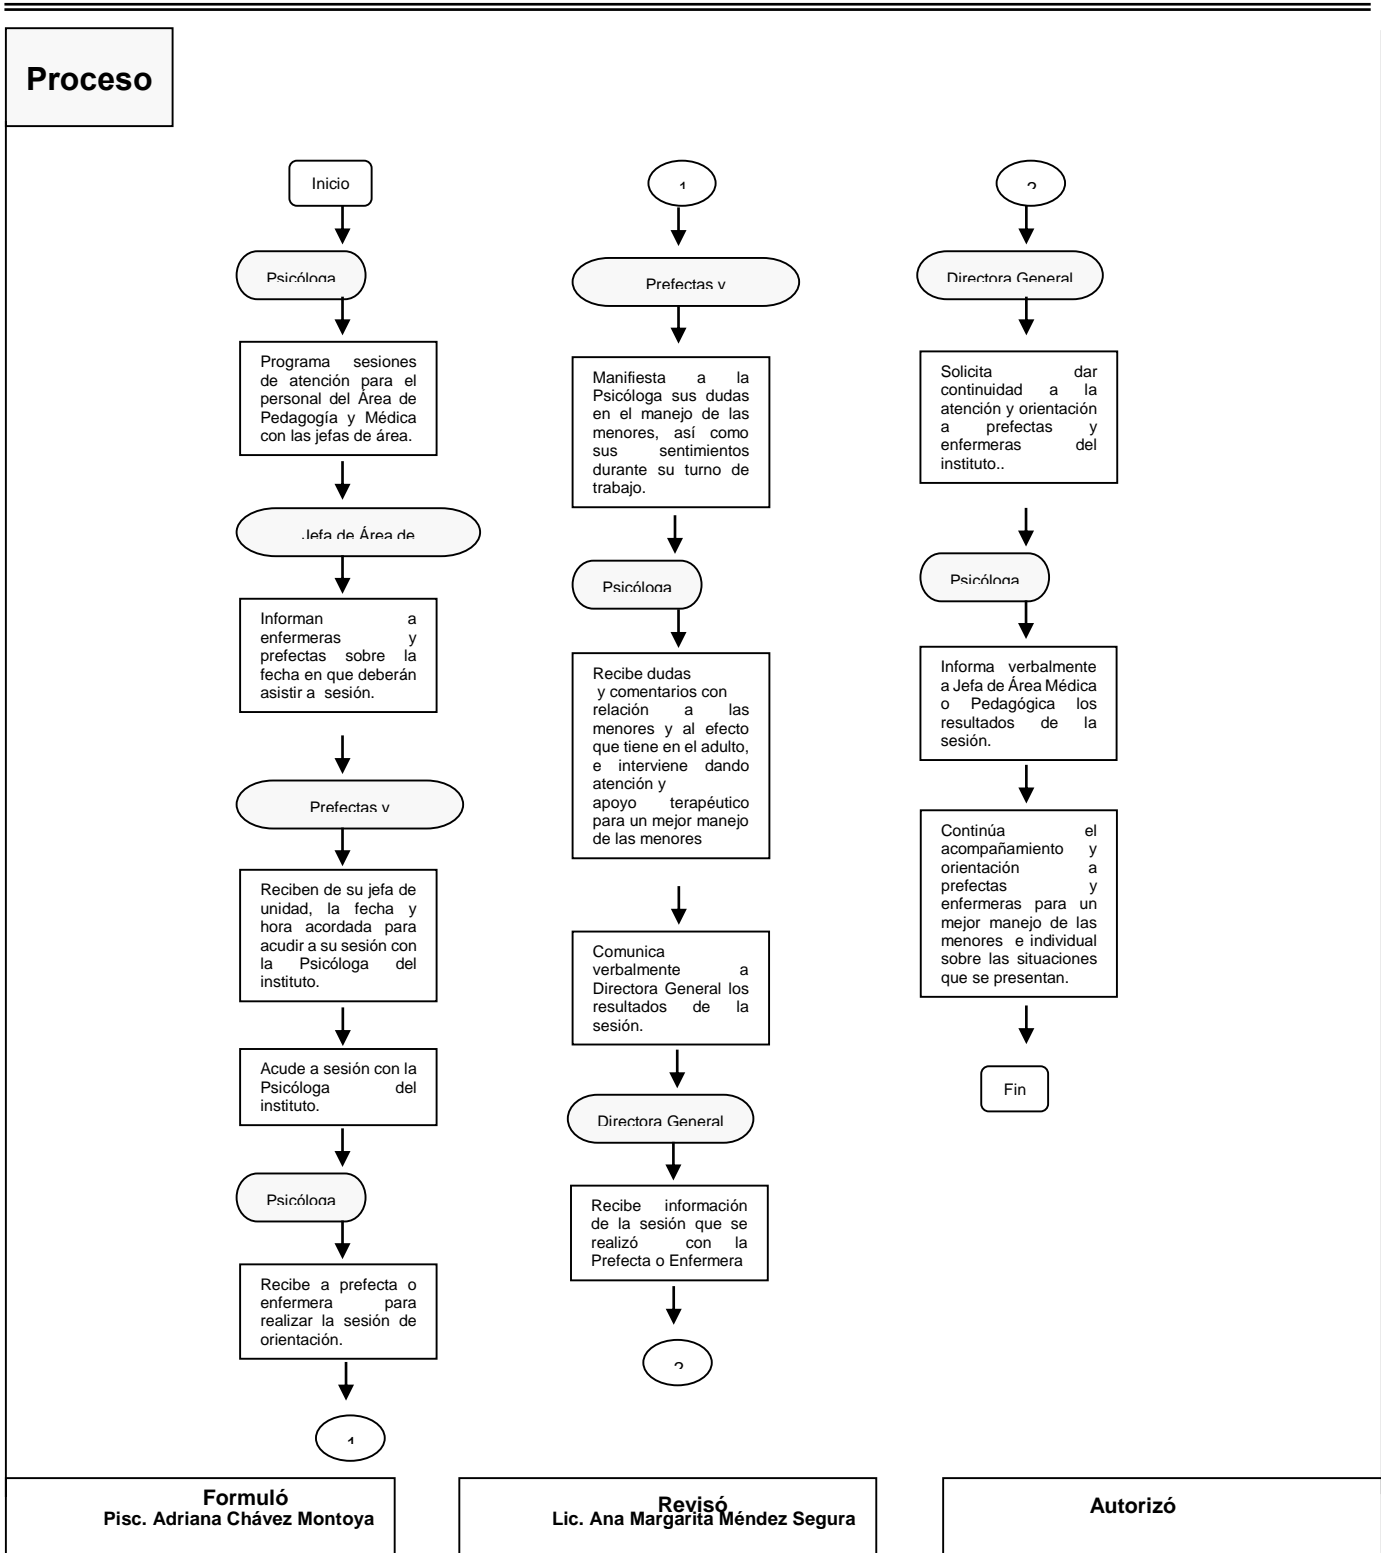 Proceso
Inicio
Psicóloga
Programa sesiones
de atención para el
personal del Área de
Pedagogía y Médica
con las jefas de área.
Jefa de Área de
Informan a
enfermeras y
prefectas sobre la
fecha en que deberán
asistir a sesión.
Prefectas y
Reciben de su jefa de
unidad, la fecha y
hora acordada para
acudir a su sesión con
la Psicóloga del
instituto.
Acude a sesión con la
Psicóloga del
instituto.
Psicóloga
Recibe a prefecta o
enfermera para
realizar la sesión de
orientación.
1
1
Prefectas y
Manifiesta a la
Psicóloga sus dudas
en el manejo de las
menores, así como
sus sentimientos
durante su turno de
trabajo.
Psicóloga
Recibe dudas
y comentarios con
relación a las
menores y al efecto
que tiene en el adulto,
e interviene dando
atención y
apoyo terapéutico
para un mejor manejo
de las menores
Comunica
verbalmente a
Directora General los
resultados de la
sesión.
Directora General
Recibe información
de la sesión que se
realizó con la
Prefecta o Enfermera
2
2
Directora General
Solicita dar
continuidad a la
atención y orientación
a prefectas y
enfermeras del
instituto..
Psicóloga
Informa verbalmente
a Jefa de Área Médica
o Pedagógica los
resultados de la
sesión.
Continúa el
acompañamiento y
orientación a
prefectas y
enfermeras para un
mejor manejo de las
menores e individual
sobre las situaciones
que se presentan.
Fin
Formuló
Pisc. Adriana Chávez Montoya
Revisó
Lic. Ana Margarita Méndez Segura
Autorizó